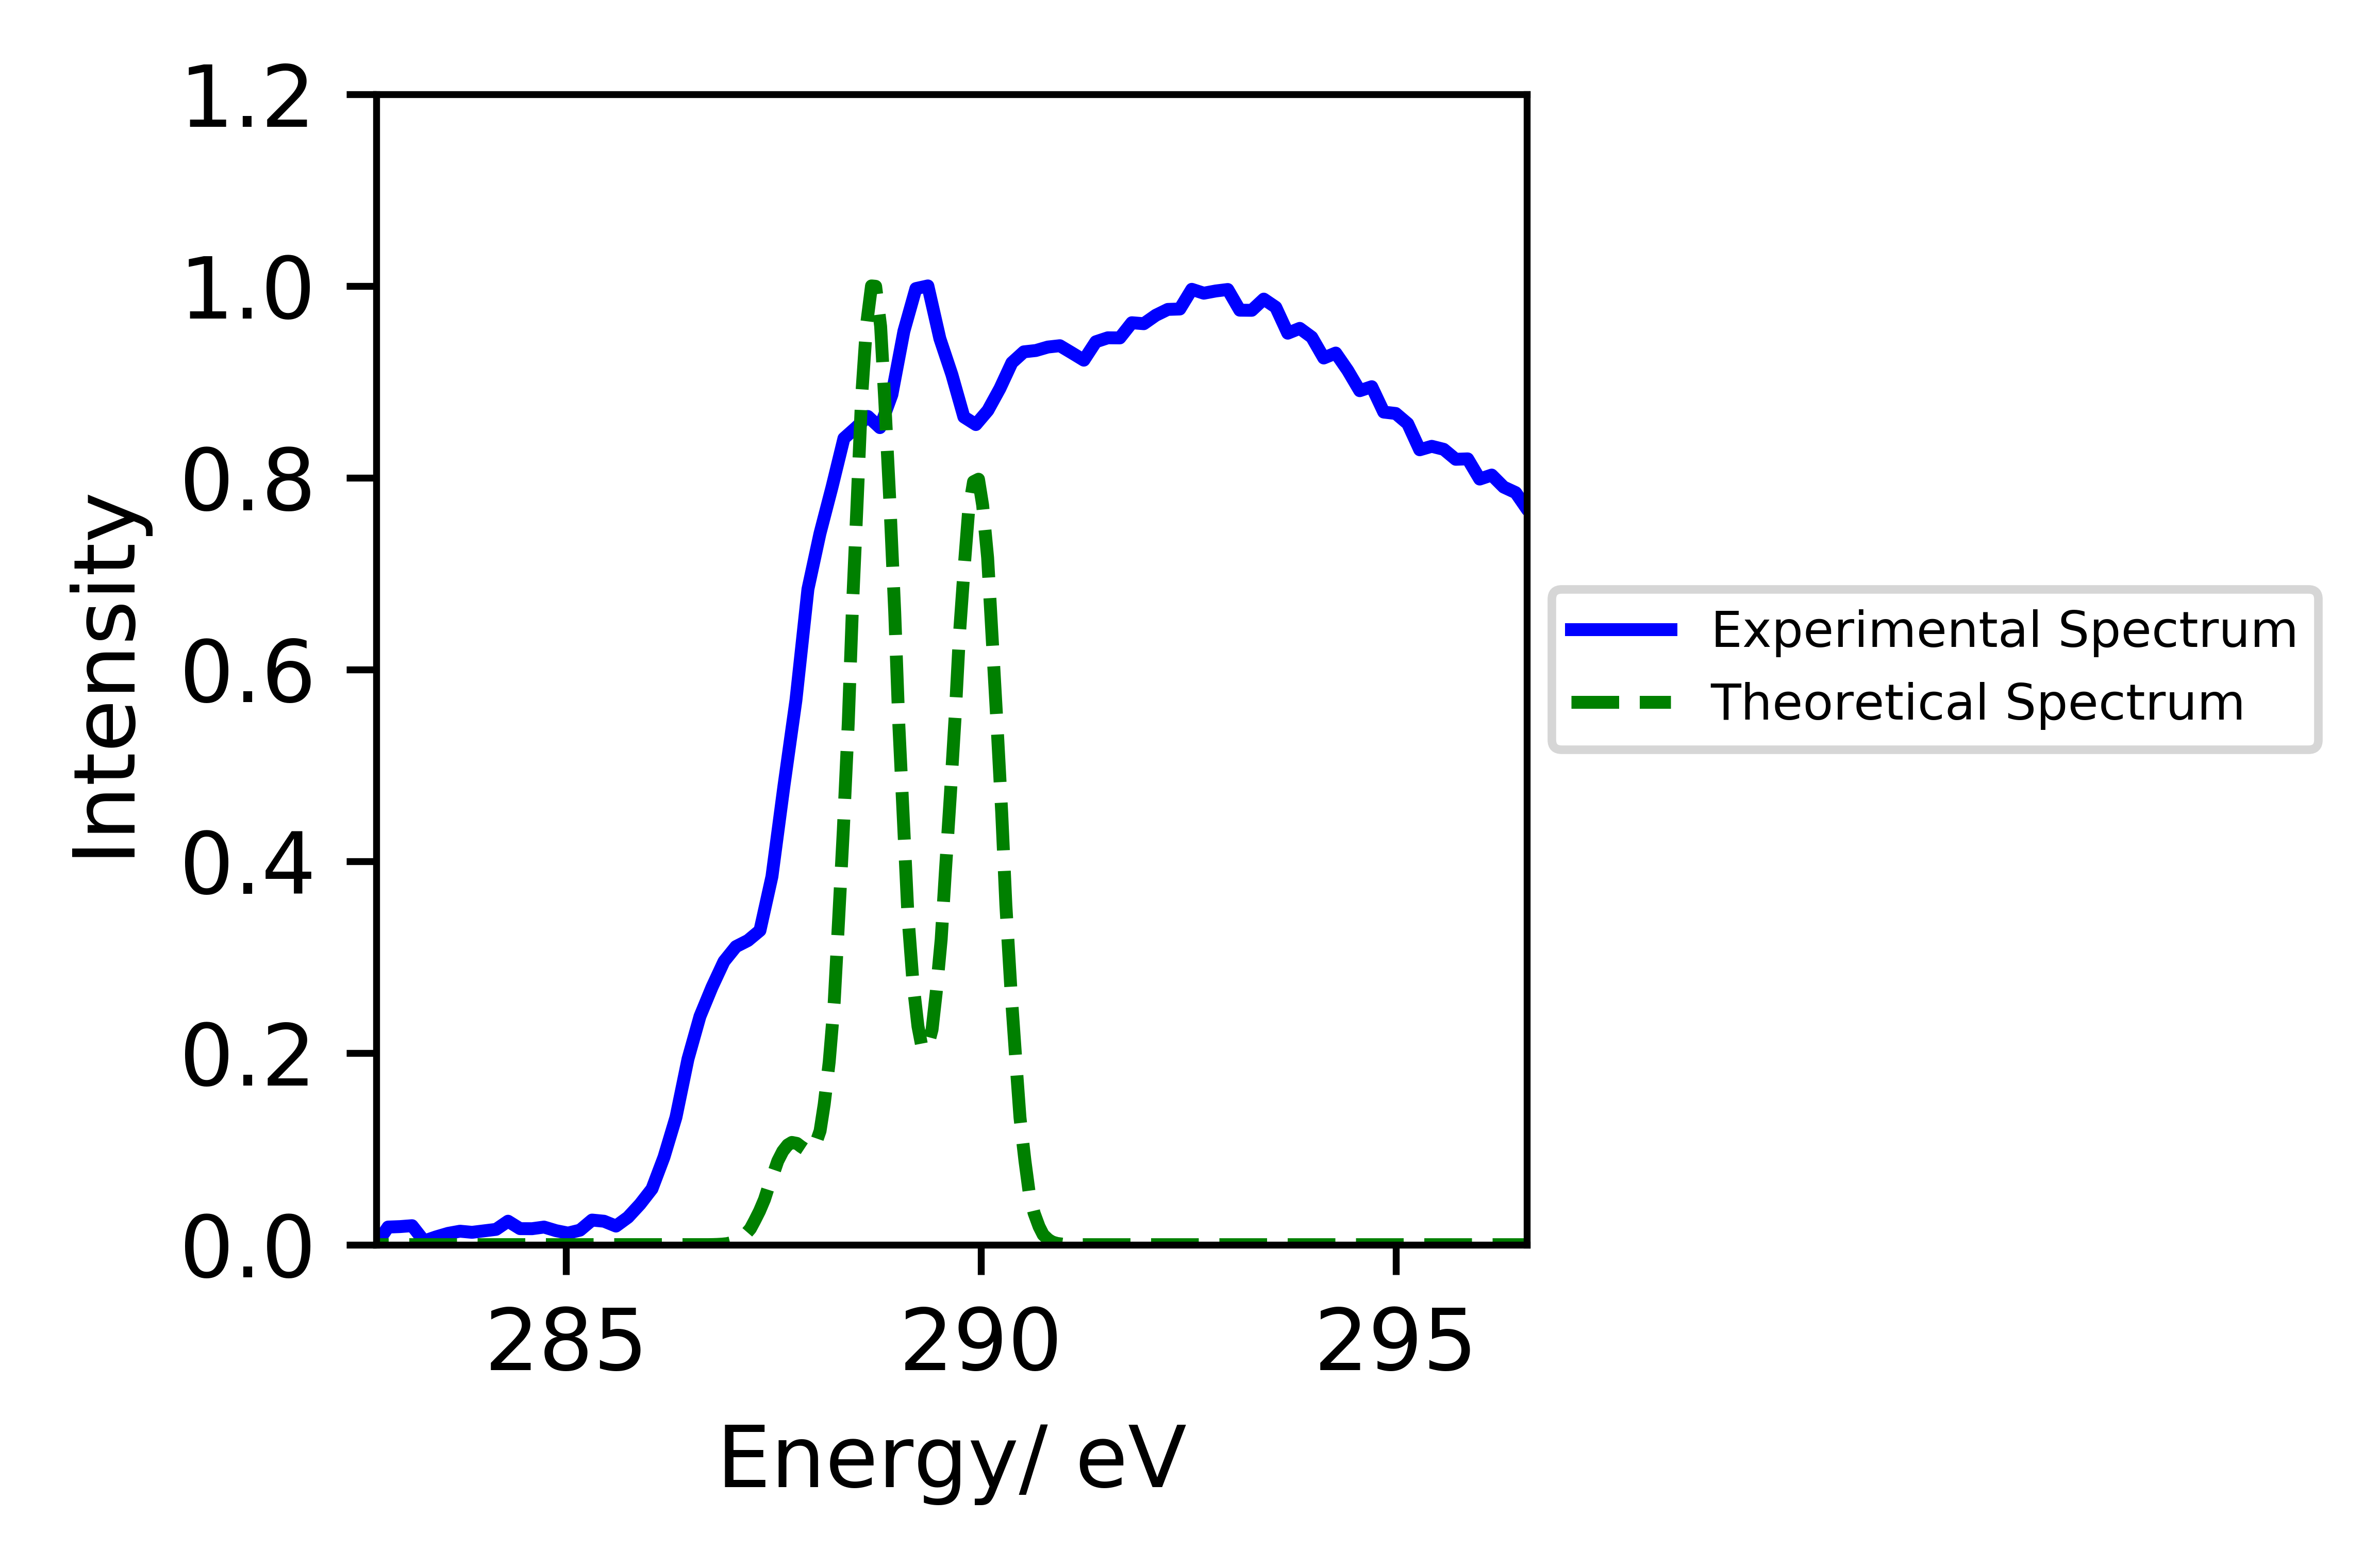 1.2
1.0
0.8
0.6
0.4
0.2
0.0
Intensity
285
290
295
Energy/ eV
Experimental Spectrum
Theoretical Spectrum